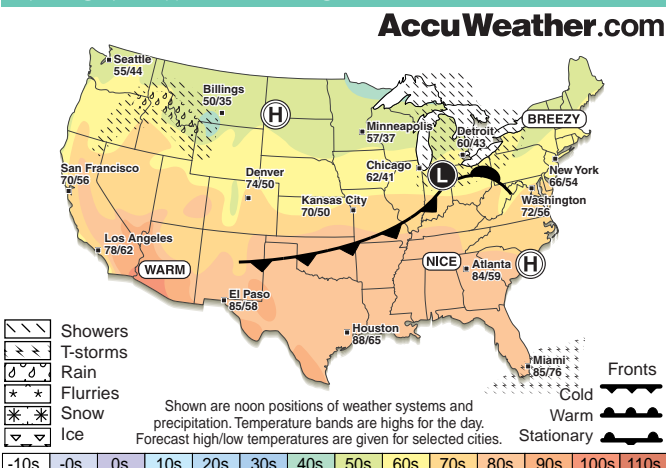 AccuWeather.com
Seattle
55/44
Billings
50/35
H
Minneapolis
57/37
Detroit
60/43
BREEZY
San Francisco
70/56
Denver
74/50
Chicago
62/41
L
New York
66/54
Kansas City
70/50
Washington
72/56
Los Angeles
78/62
WARM
NICE
Atlanta
84/59
H
El Paso
85/58
Houston
88/65
Miami
85/76
Showers
T-storms
Rain
Flurries
Snow
Ice
Shown are noon positions of weather systems and
precipitation. Temperature bands are highs for the day.
Forecast high/low temperatures are given for selected cities.
Fronts
Cold
Warm
Stationary
-10s -0s 0s 10s 20s 30s 40s 50s 60s 70s 80s 90s 100s 110s